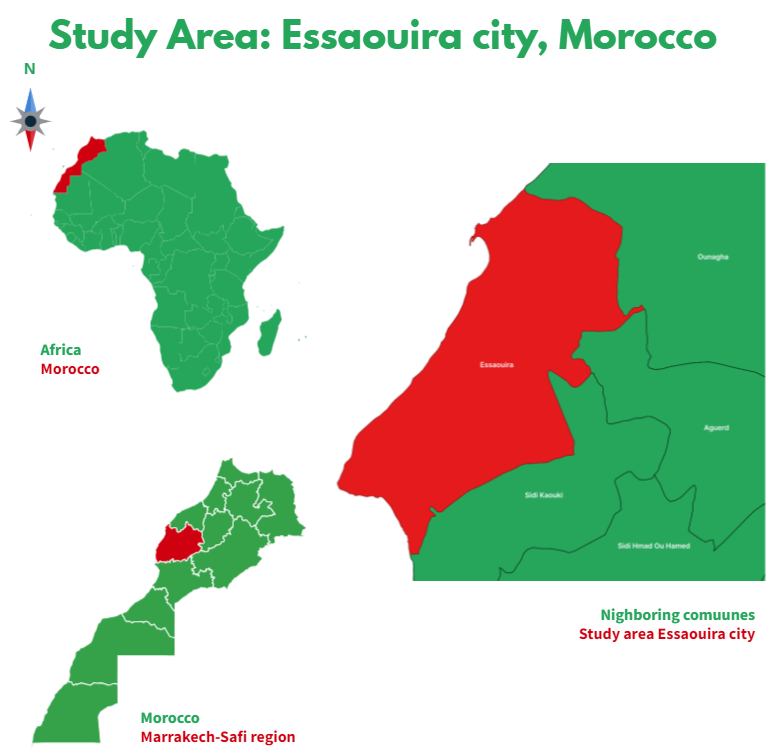 Study Area: Essaouira city, Morocco
N
Africa
Morocco
Ounagha
Essaouira
Aguerd
Sidi Kaouki
Sidi Hmad Ou Hamed
Nighboring comuunes
Study area Essaouira city
Morocco
Marrakech-Safi region